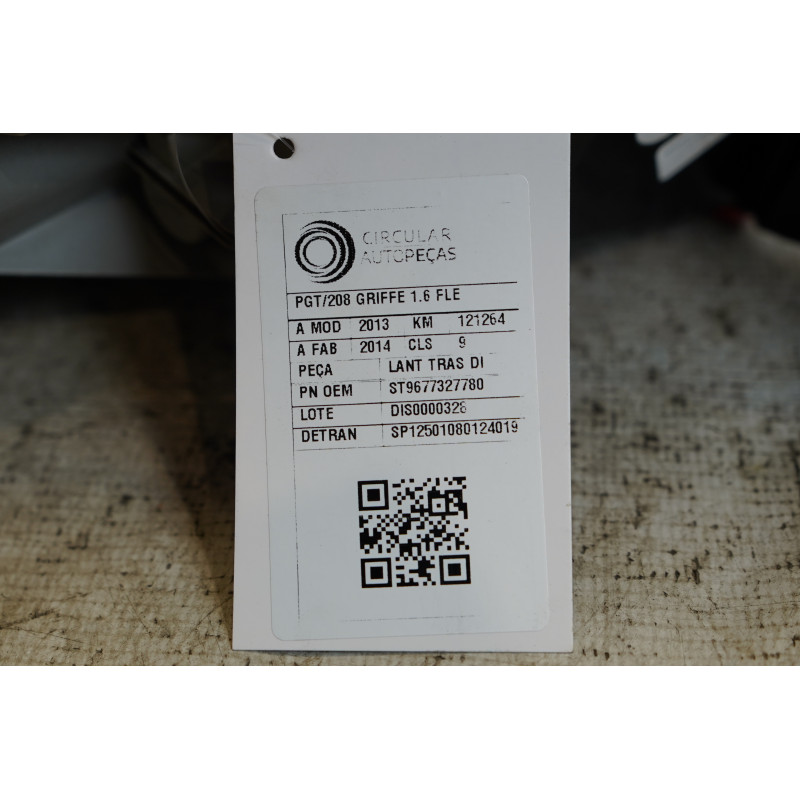 CIRCULAR
AUTOPEÇAS
PGT/208 GRIFFE 1.6 FLE
A MOD 2013 KM 121264
A FAB 2014 CLS 9
PEÇA LANT TRAS DI
PN OEM ST9677327780
LOTE DIS0000328
DETRAN SP12501080124019